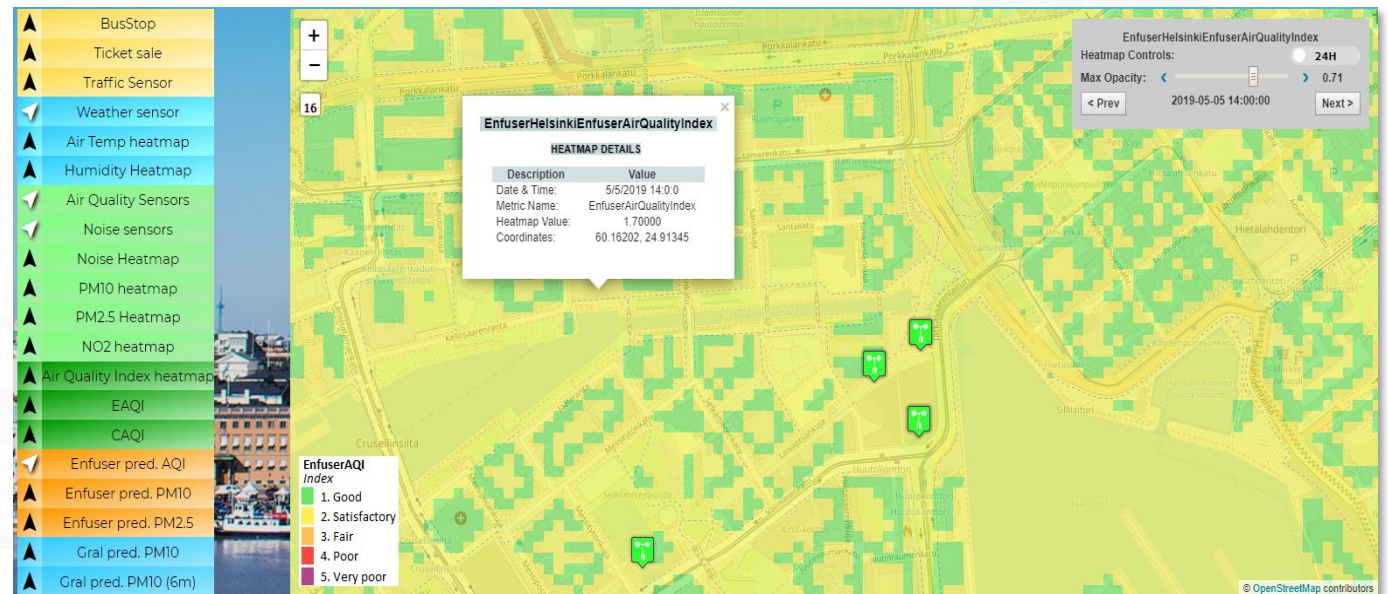 BusStop
Ticket sale
Traffic Sensor
Weather sensor
Air Temp heatmap
Humidity Heatmap
Air Quality Sensors
Noise sensors
Noise Heatmap
PM10 heatmap
PM2.5 Heatmap
NO2 heatmap
Air Quality Index heatmap
EAQI
CAQI
Enfuser pred. AQI
Enfuser pred. PM10
Enfuser pred. PM2.5
Gral pred. PM10
Gral pred. PM10 (6m)
+
−
16
EnfuserHelsinkiEnfuserAirQualityIndex
HEATMAP DETAILS
Description Value
Date & Time: 5/5/2019 14:0:0
Metric Name: EnfuserAirQualityIndex
Heatmap Value: 1.70000
Coordinates: 60.16202, 24.91345
×
EnfuserHelsinkiEnfuserAirQualityIndex
Heatmap Controls: 24H
Max Opacity: 0.71
< Prev 2019-05-05 14:00:00 Next >
Porkkalankatu
Porkkalankatu
Porkkalankatu
Porkkalankatu
P
P
Ruoholahdenranta
Santakatu
Kellosaarenranta
Hietalahdentori
P
Köydenpunojankatu
Hietalahti
Sillilaituri
Crusellinsilta
Selkämerenpuisto
Huutokonttori
EnfuserAQI
Index
1. Good
2. Satisfactory
3. Fair
4. Poor
5. Very poor
© OpenStreetMap contributors